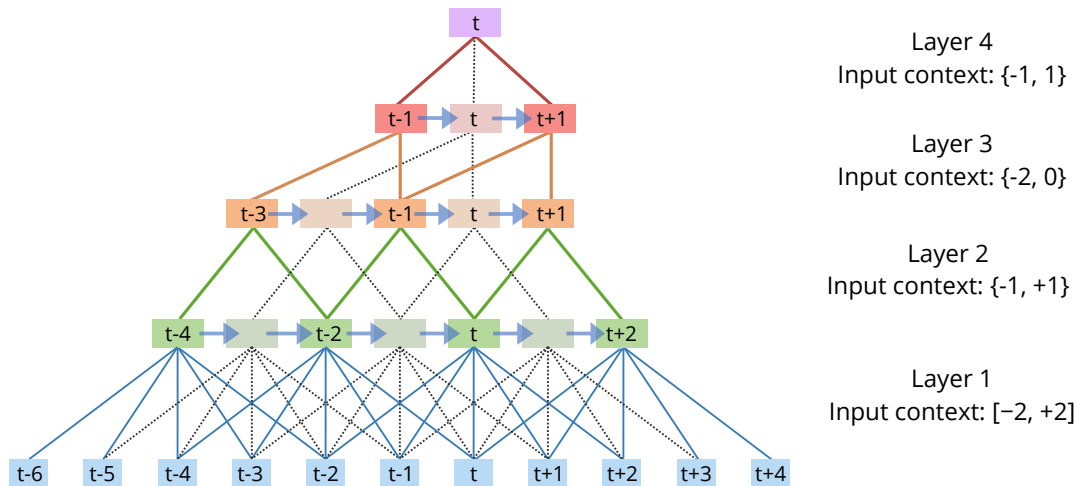 t
Layer 4
Input context: {-1, 1}
t-1 t t+1
Layer 3
Input context: {-2, 0}
t-3 t-1 t t+1
Layer 2
Input context: {-1, +1}
t-4 t-2 t t+2
Layer 1
Input context: [−2, +2]
t-6 t-5 t-4 t-3 t-2 t-1 t t+1 t+2 t+3 t+4